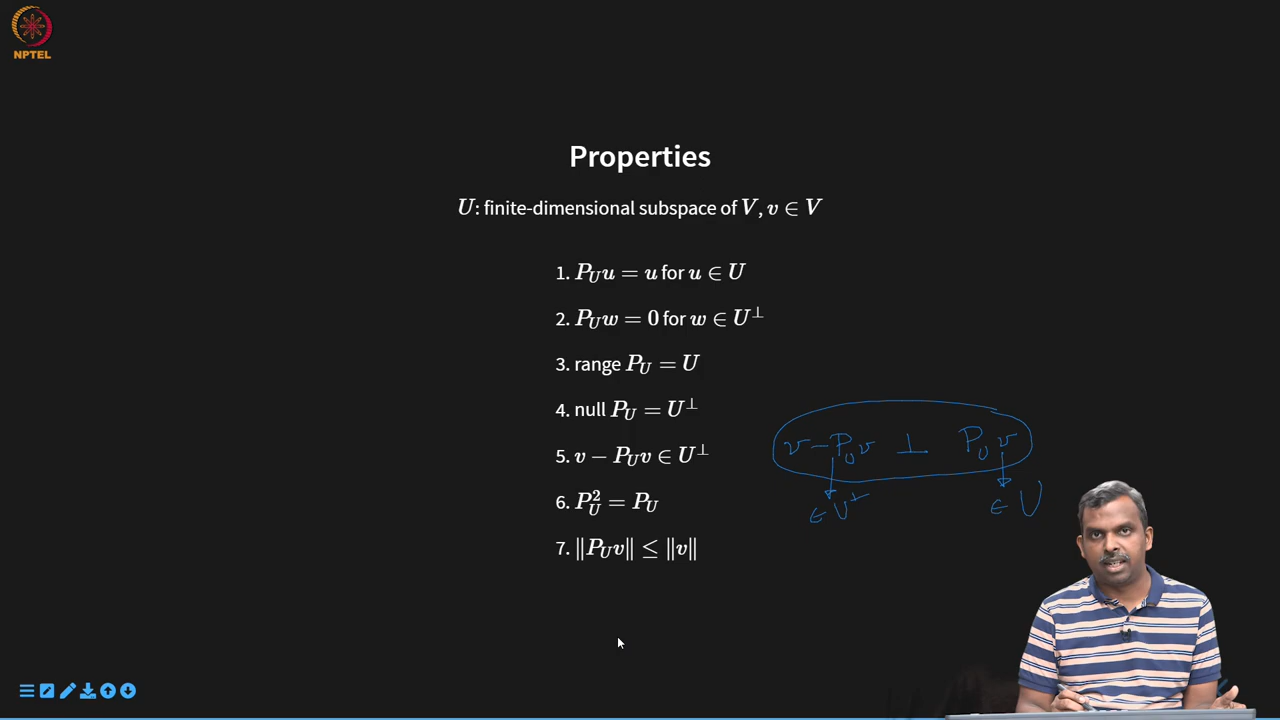 NPTEL
Properties
U: finite-dimensional subspace of V, v ∈ V
1. P_U u = u for u ∈ U
2. P_U w = 0 for w ∈ U^⊥
3. range P_U = U
4. null P_U = U^⊥
5. v − P_U v ∈ U^⊥
v − P_U v ⊥ P_U v
∈ U^⊥ ∈ U
6. P_U^2 = P_U
7. ‖P_U v‖ ≤ ‖v‖